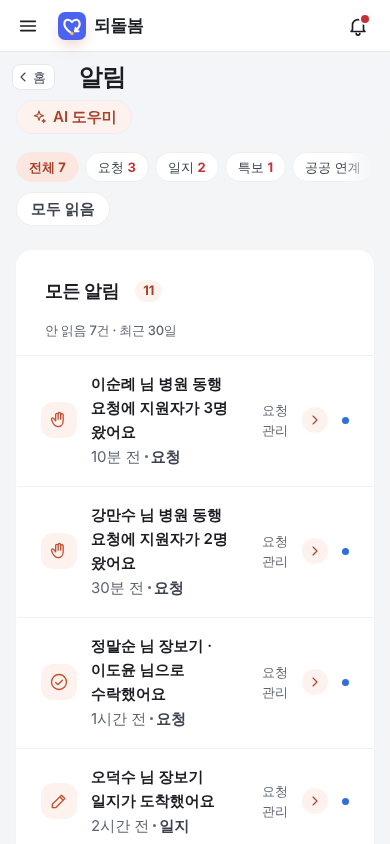 되돌봄
홈
알림
AI 도우미
전체 7
요청 3
일지 2
특보 1
공공 연계
모두 읽음
모든 알림
11
안 읽음 7건 · 최근 30일
이순례 님 병원 동행
요청에 지원자가 3명
왔어요
10분 전 · 요청
요청
관리
강만수 님 병원 동행
요청에 지원자가 2명
왔어요
30분 전 · 요청
요청
관리
정말순 님 장보기 ·
이도윤 님으로
수락했어요
1시간 전 · 요청
요청
관리
오덕수 님 장보기
일지가 도착했어요
2시간 전 · 일지
요청
관리